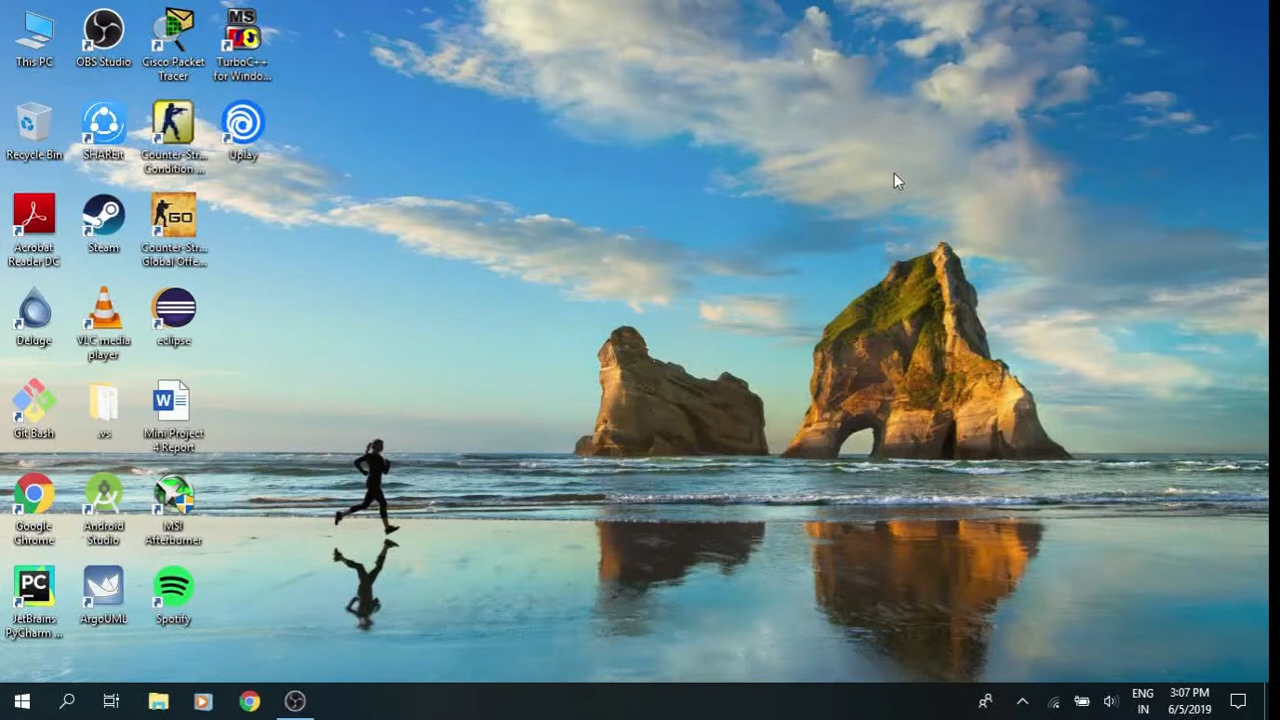 This PC
OBS Studio
Cisco Packet
Tracer
MS
TurboC++
for Windo...
Recycle Bin
SHAREit
Counter-Str...
Condition ...
Uplay
Acrobat
Reader DC
Steam
GO
Counter-Str...
Global Offe...
Deluge
VLC media
player
eclipse
Git Bash
.vs
W
Mini Project
4 Report
Google
Chrome
Android
Studio
MSI
Afterburner
PC
JetBrains
PyCharm ...
ArgoUML
Spotify
ENG
IN
3:07 PM
6/5/2019